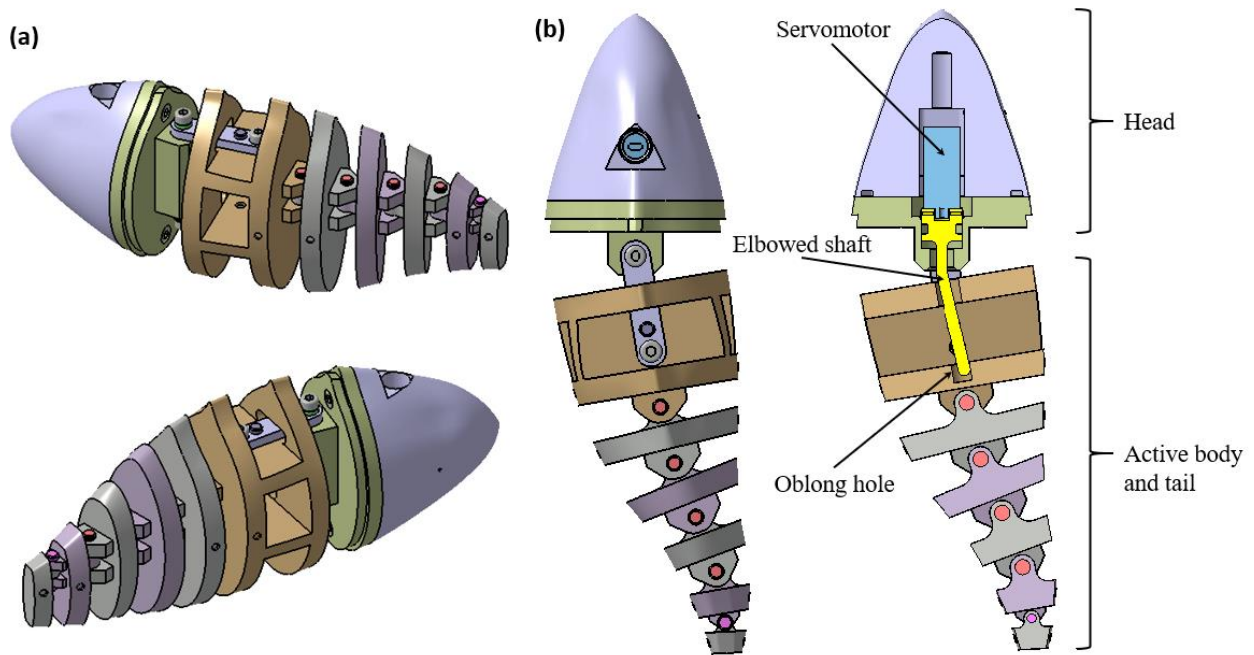 (a)
(b)
Servomotor
Head
Elbowed shaft
Oblong hole
Active body
and tail